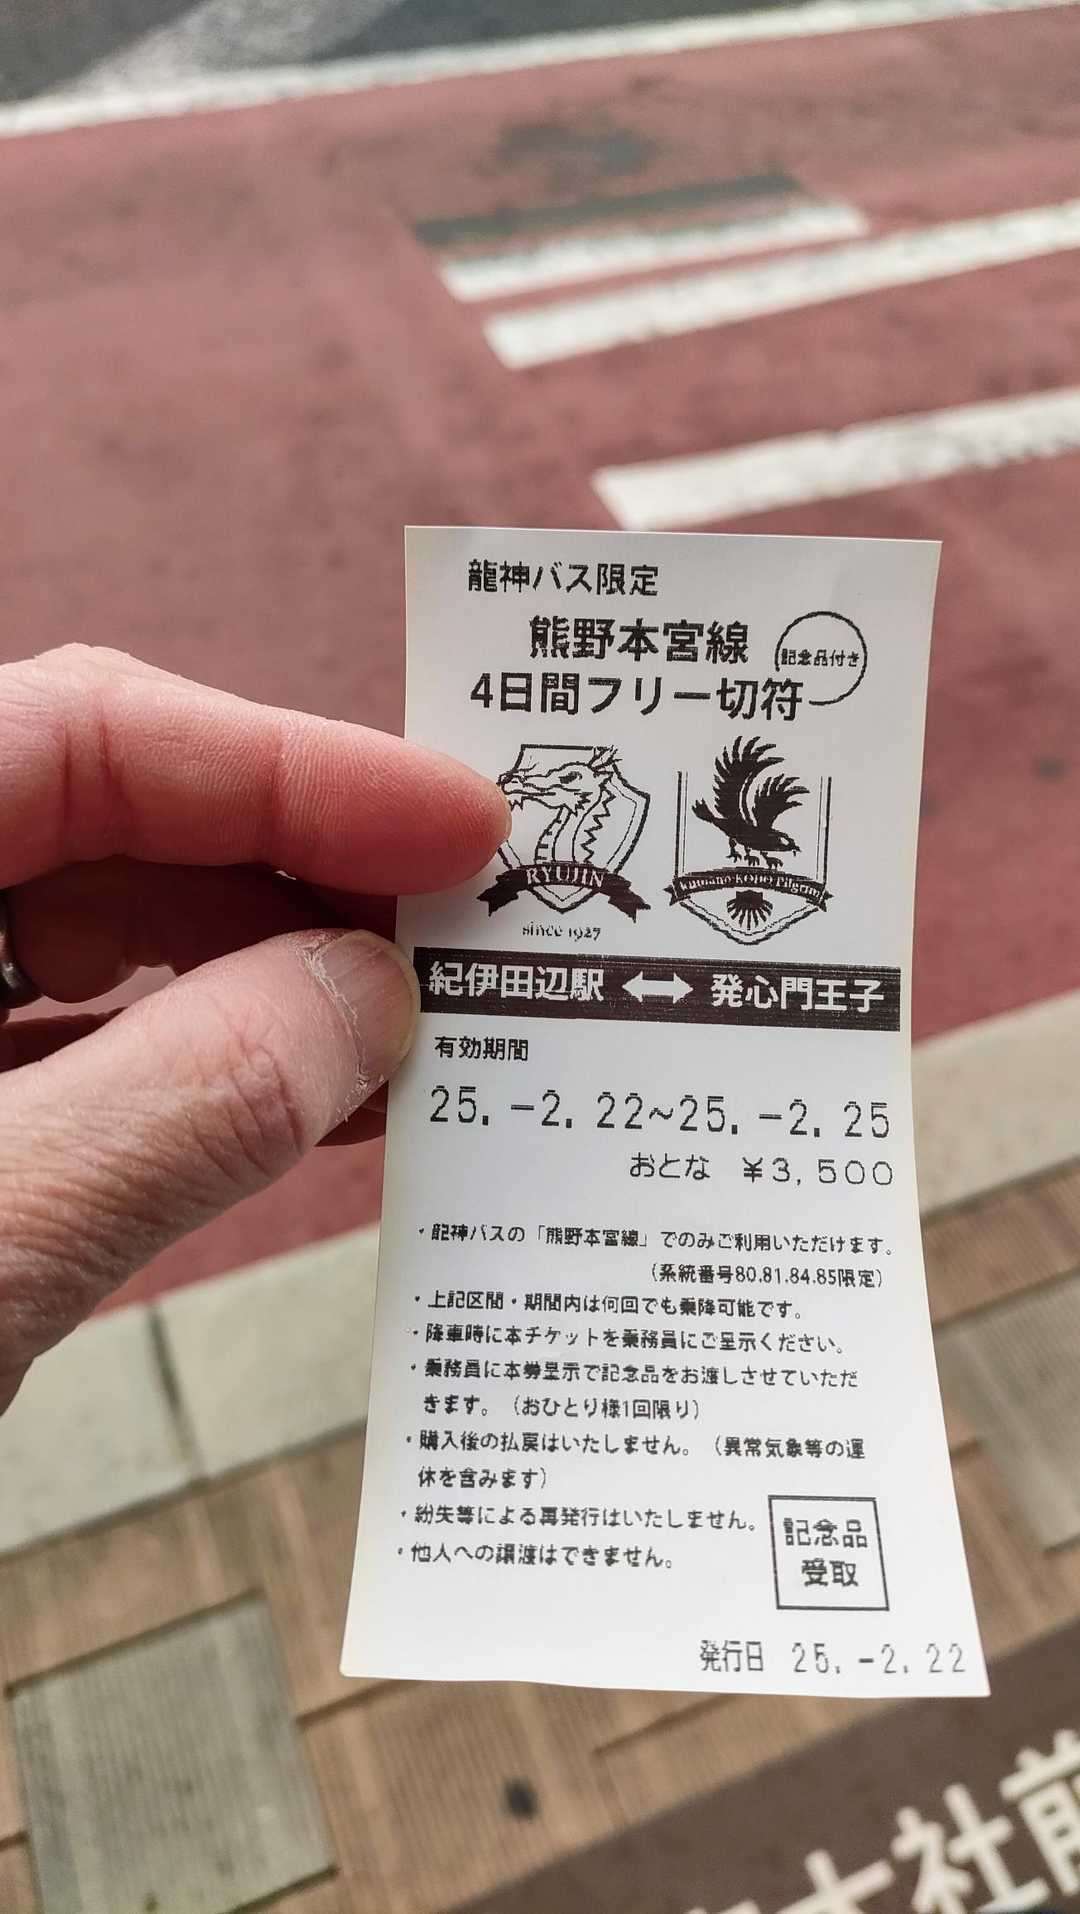 龍神バス限定
熊野本宮線
記念品付き
4日間フリー切符
RYUJIN
since 1927
Kumano-KODO Pilgrim
紀伊田辺駅 ⟷ 発心門王子
有効期間
25.-2.22~25.-2.25
おとな ¥3,500
・龍神バスの「熊野本宮線」でのみご利用いただけます。
（系統番号80.81.84.85限定）
・上記区間・期間内は何回でも乗降可能です。
・降車時に本チケットを乗務員にご呈示ください。
・乗務員に本券呈示で記念品をお渡しさせていただ
きます。（おひとり様1回限り）
・購入後の払戻はいたしません。（異常気象等の運
休を含みます）
・紛失等による再発行はいたしません。
・他人への譲渡はできません。
記念品
受取
発行日 25.-2.22
大社前